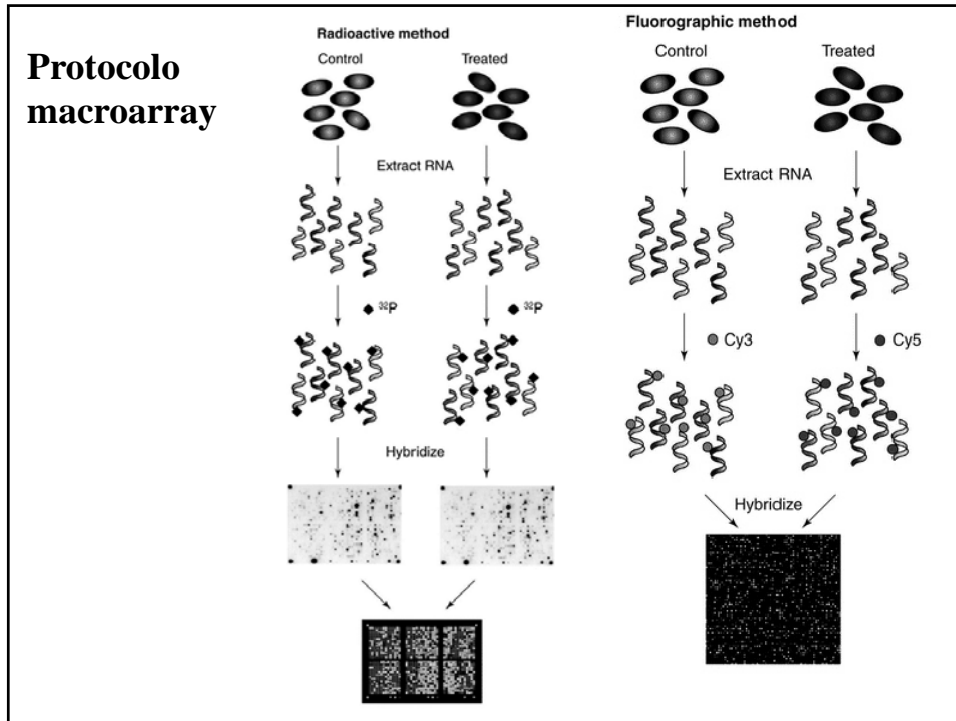 Protocolo
macroarray
Radioactive method
Control Treated
Extract RNA
³²P ³²P
Hybridize
Fluorographic method
Control Treated
Extract RNA
Cy3 Cy5
Hybridize